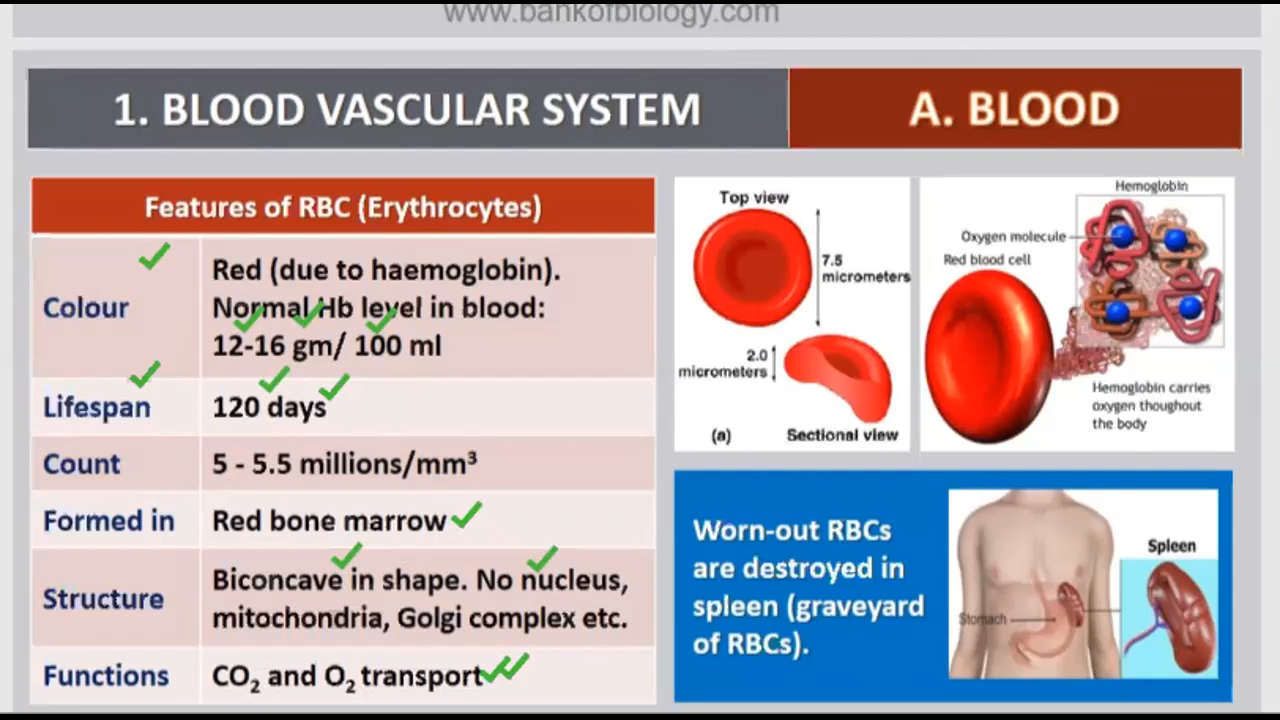 www.bankofbiology.com
1. BLOOD VASCULAR SYSTEM
A. BLOOD
Features of RBC (Erythrocytes)
Colour
Red (due to haemoglobin).
Normal Hb level in blood:
12-16 gm/ 100 ml
Lifespan
120 days
Count
5 - 5.5 millions/mm³
Formed in
Red bone marrow
Structure
Biconcave in shape. No nucleus,
mitochondria, Golgi complex etc.
Functions
CO₂ and O₂ transport
Top view
7.5
micrometers
2.0
micrometers
(a)
Sectional view
Hemoglobin
Oxygen molecule
Red blood cell
Hemoglobin carries
oxygen thoughout
the body
Worn-out RBCs
are destroyed in
spleen (graveyard
of RBCs).
Spleen
Stomach